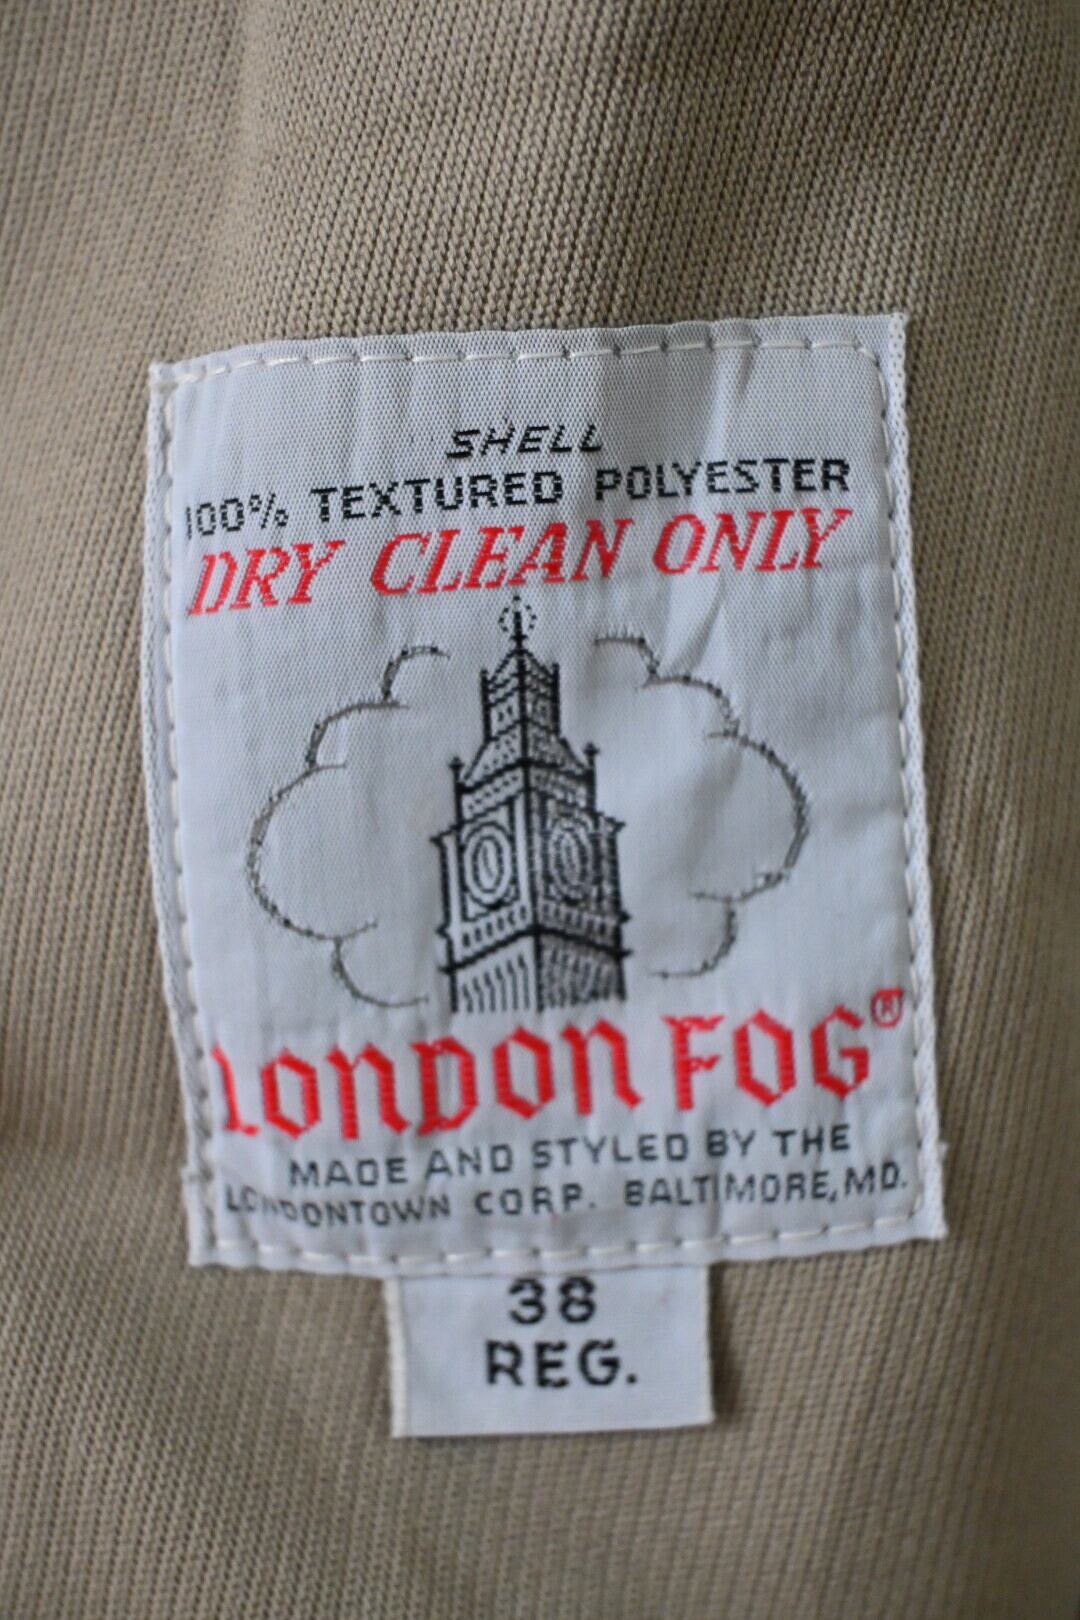 SHELL
100% TEXTURED POLYESTER
DRY CLEAN ONLY
LONDON FOG®
MADE AND STYLED BY THE
LONDONTOWN CORP. BALTIMORE, MD.
38
REG.